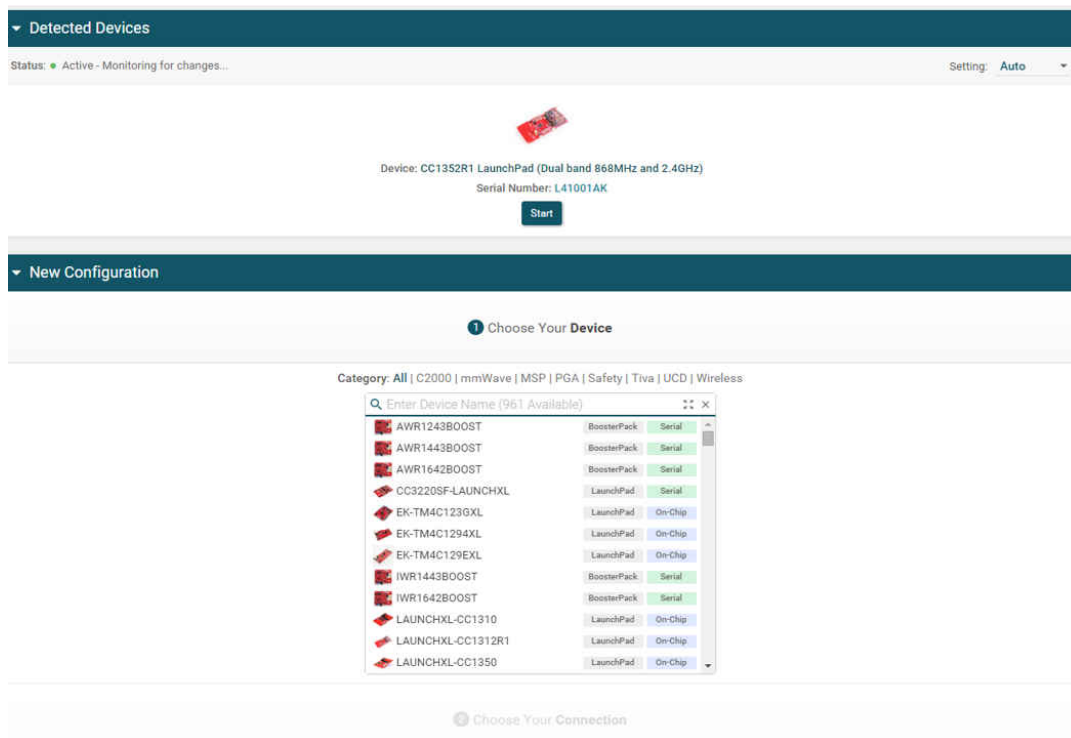 Detected Devices
Status: Active - Monitoring for changes... Setting: Auto
Device: CC1352R1 LaunchPad (Dual band 868MHz and 2.4GHz)
Serial Number: L41001AK
Start
New Configuration
1 Choose Your Device
Category: All | C2000 | mmWave | MSP | PGA | Safety | Tiva | UCD | Wireless
Enter Device Name (961 Available)
AWR1243BOOST BoosterPack Serial
AWR1443BOOST BoosterPack Serial
AWR1642BOOST BoosterPack Serial
CC3220SF-LAUNCHXL LaunchPad Serial
EK-TM4C123GXL LaunchPad On-Chip
EK-TM4C1294XL LaunchPad On-Chip
EK-TM4C129EXL LaunchPad On-Chip
IWR1443BOOST BoosterPack Serial
IWR1642BOOST BoosterPack Serial
LAUNCHXL-CC1310 LaunchPad On-Chip
LAUNCHXL-CC1312R1 LaunchPad On-Chip
LAUNCHXL-CC1350 LaunchPad On-Chip
2 Choose Your Connection